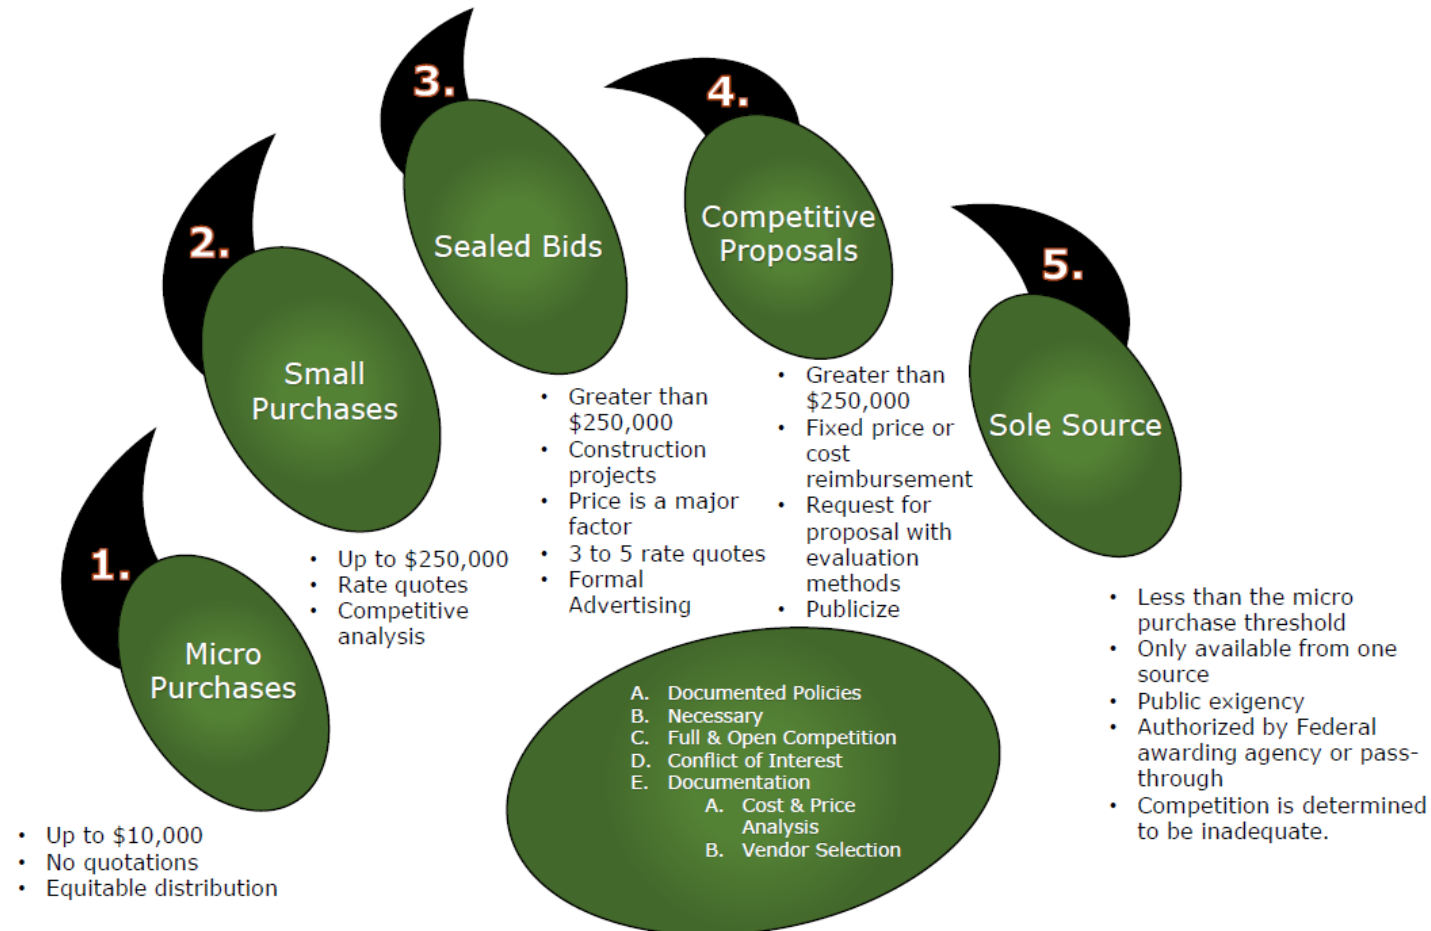 1.
Micro
Purchases
• Up to $10,000
• No quotations
• Equitable distribution
2.
Small
Purchases
• Up to $250,000
• Rate quotes
• Competitive
analysis
3.
Sealed Bids
• Greater than
$250,000
• Construction
projects
• Price is a major
factor
• 3 to 5 rate quotes
• Formal
Advertising
4.
Competitive
Proposals
• Greater than
$250,000
• Fixed price or
cost
reimbursement
• Request for
proposal with
evaluation
methods
• Publicize
5.
Sole Source
• Less than the micro
purchase threshold
• Only available from one
source
• Public exigency
• Authorized by Federal
awarding agency or pass-
through
• Competition is determined
to be inadequate.
A. Documented Policies
B. Necessary
C. Full & Open Competition
D. Conflict of Interest
E. Documentation
A. Cost & Price
Analysis
B. Vendor Selection